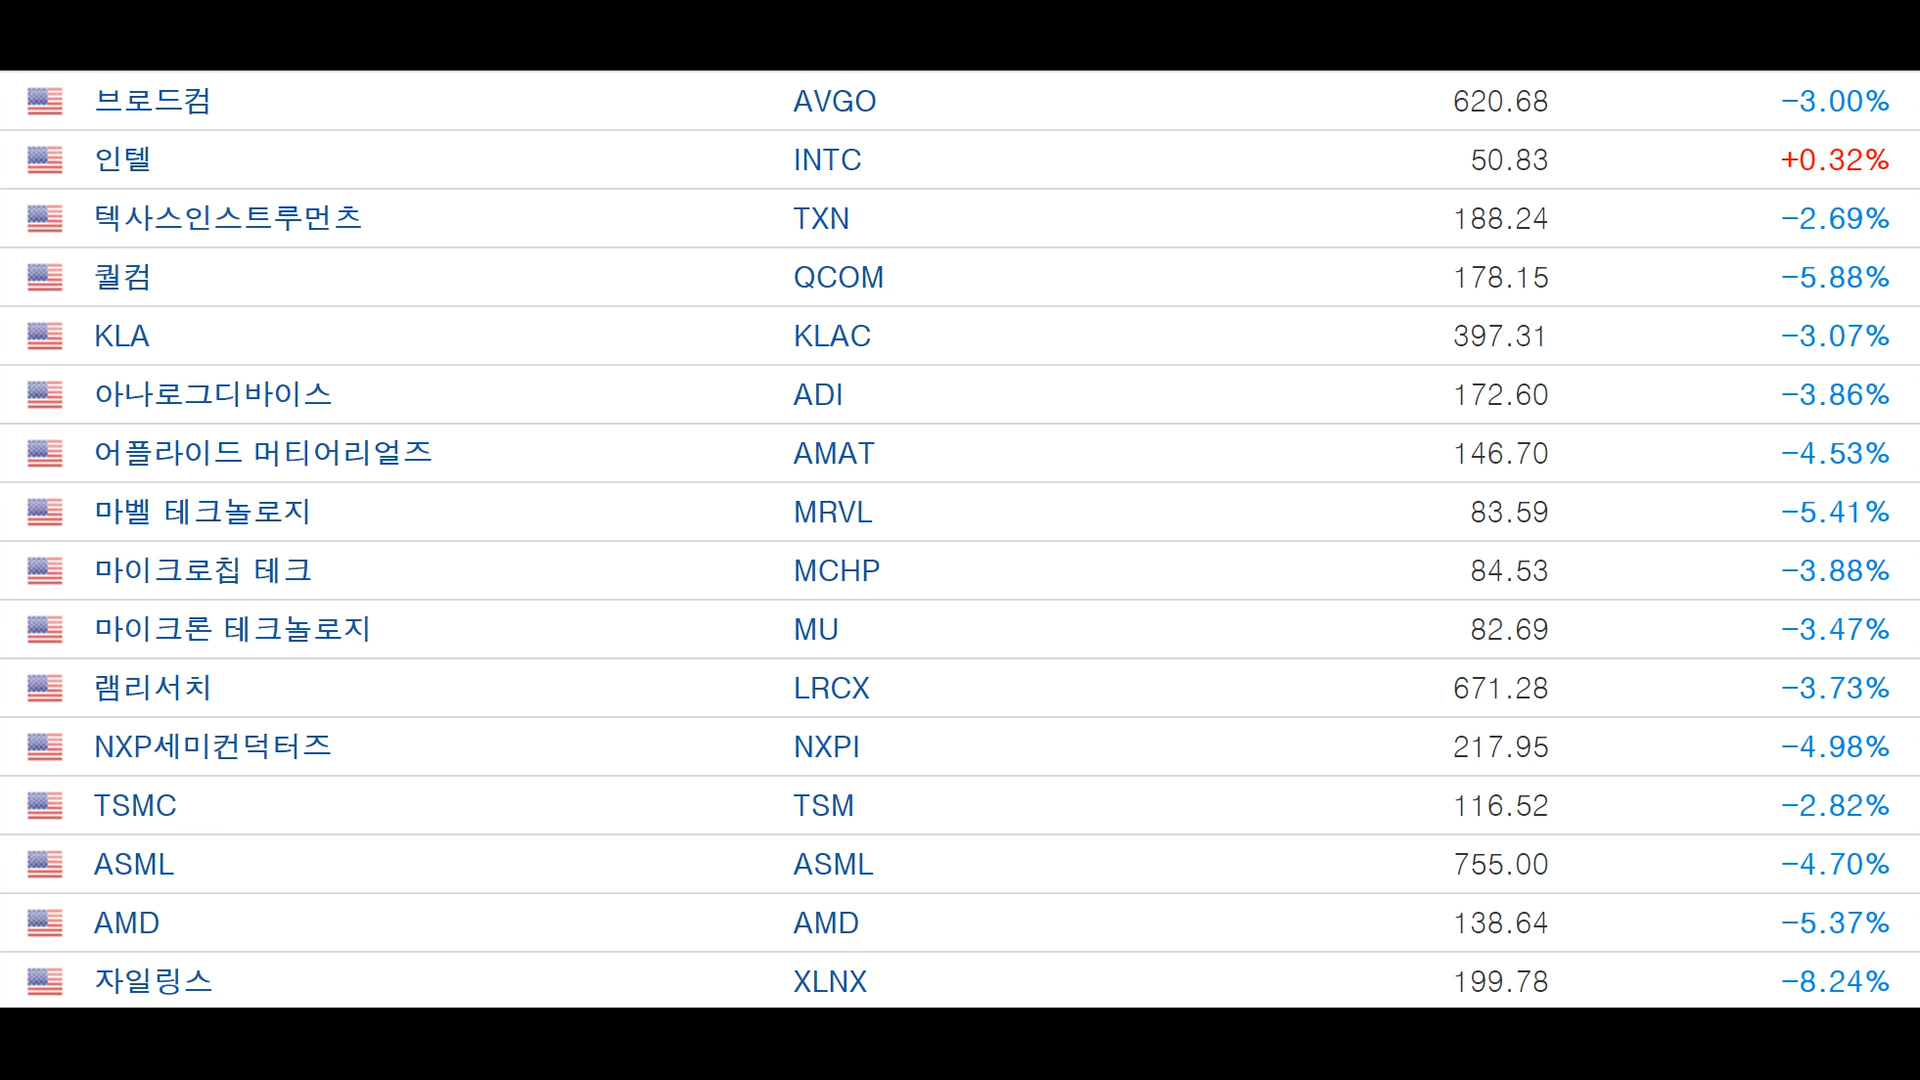 브로드컴 AVGO 620.68 -3.00%
인텔 INTC 50.83 +0.32%
텍사스인스트루먼츠 TXN 188.24 -2.69%
퀄컴 QCOM 178.15 -5.88%
KLA KLAC 397.31 -3.07%
아나로그디바이스 ADI 172.60 -3.86%
어플라이드 머티어리얼즈 AMAT 146.70 -4.53%
마벨 테크놀로지 MRVL 83.59 -5.41%
마이크로칩 테크 MCHP 84.53 -3.88%
마이크론 테크놀로지 MU 82.69 -3.47%
램리서치 LRCX 671.28 -3.73%
NXP세미컨덕터즈 NXPI 217.95 -4.98%
TSMC TSM 116.52 -2.82%
ASML ASML 755.00 -4.70%
AMD AMD 138.64 -5.37%
자일링스 XLNX 199.78 -8.24%